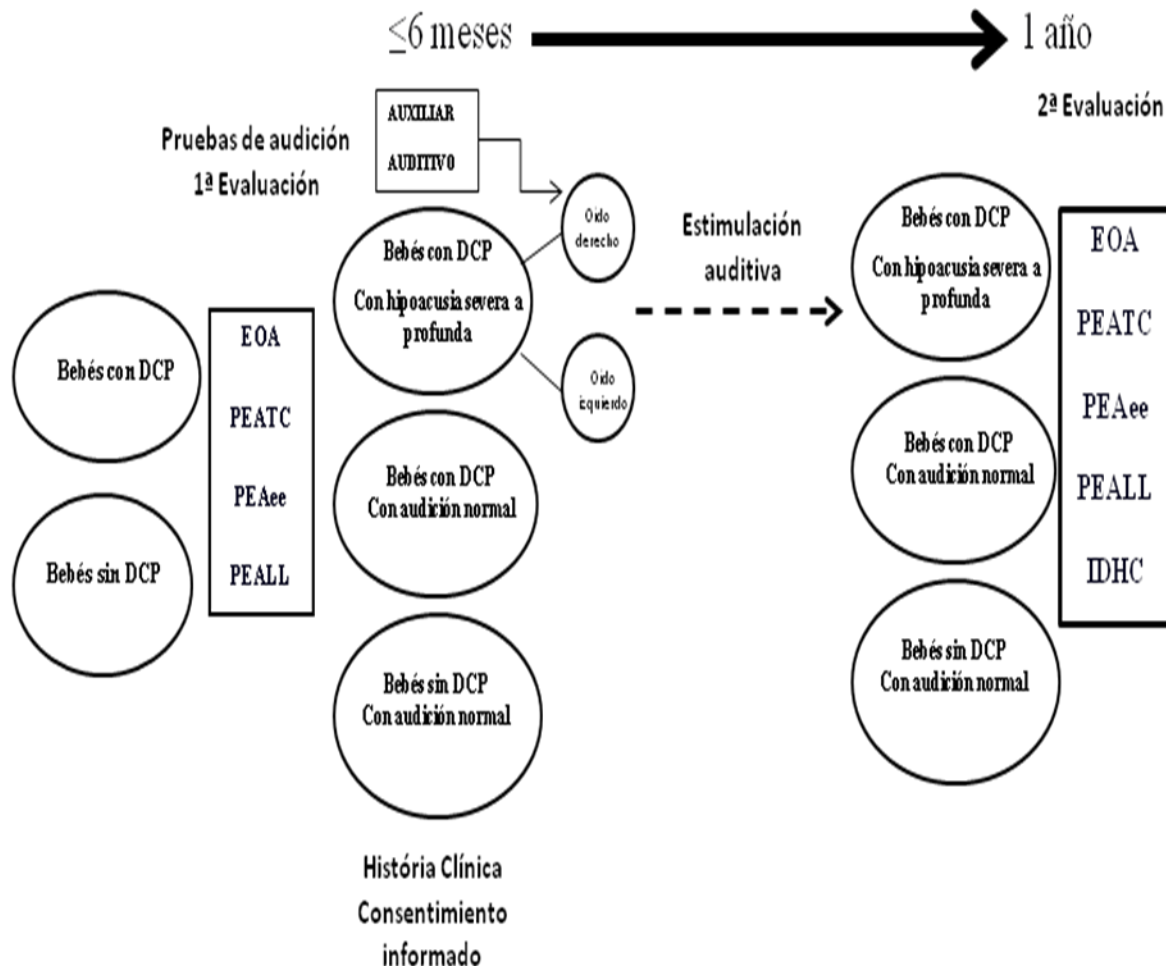 ≤6 meses
1 año
2ª Evaluación
Pruebas de audición
1ª Evaluación
AUXILIAR
AUDITIVO
Bebés con DCP
Bebés sin DCP
EOA
PEATC
PEAee
PEALL
Bebés con DCP
Con hipoacusia severa a
profunda
Oido
derecho
Oido
izquierdo
Bebés con DCP
Con audición normal
Bebés sin DCP
Con audición normal
História Clínica
Consentimiento
informado
Estimulación
auditiva
Bebés con DCP
Con hipoacusia severa a
profunda
Bebés con DCP
Con audición normal
Bebés sin DCP
Con audición normal
EOA
PEATC
PEAee
PEALL
IDHC